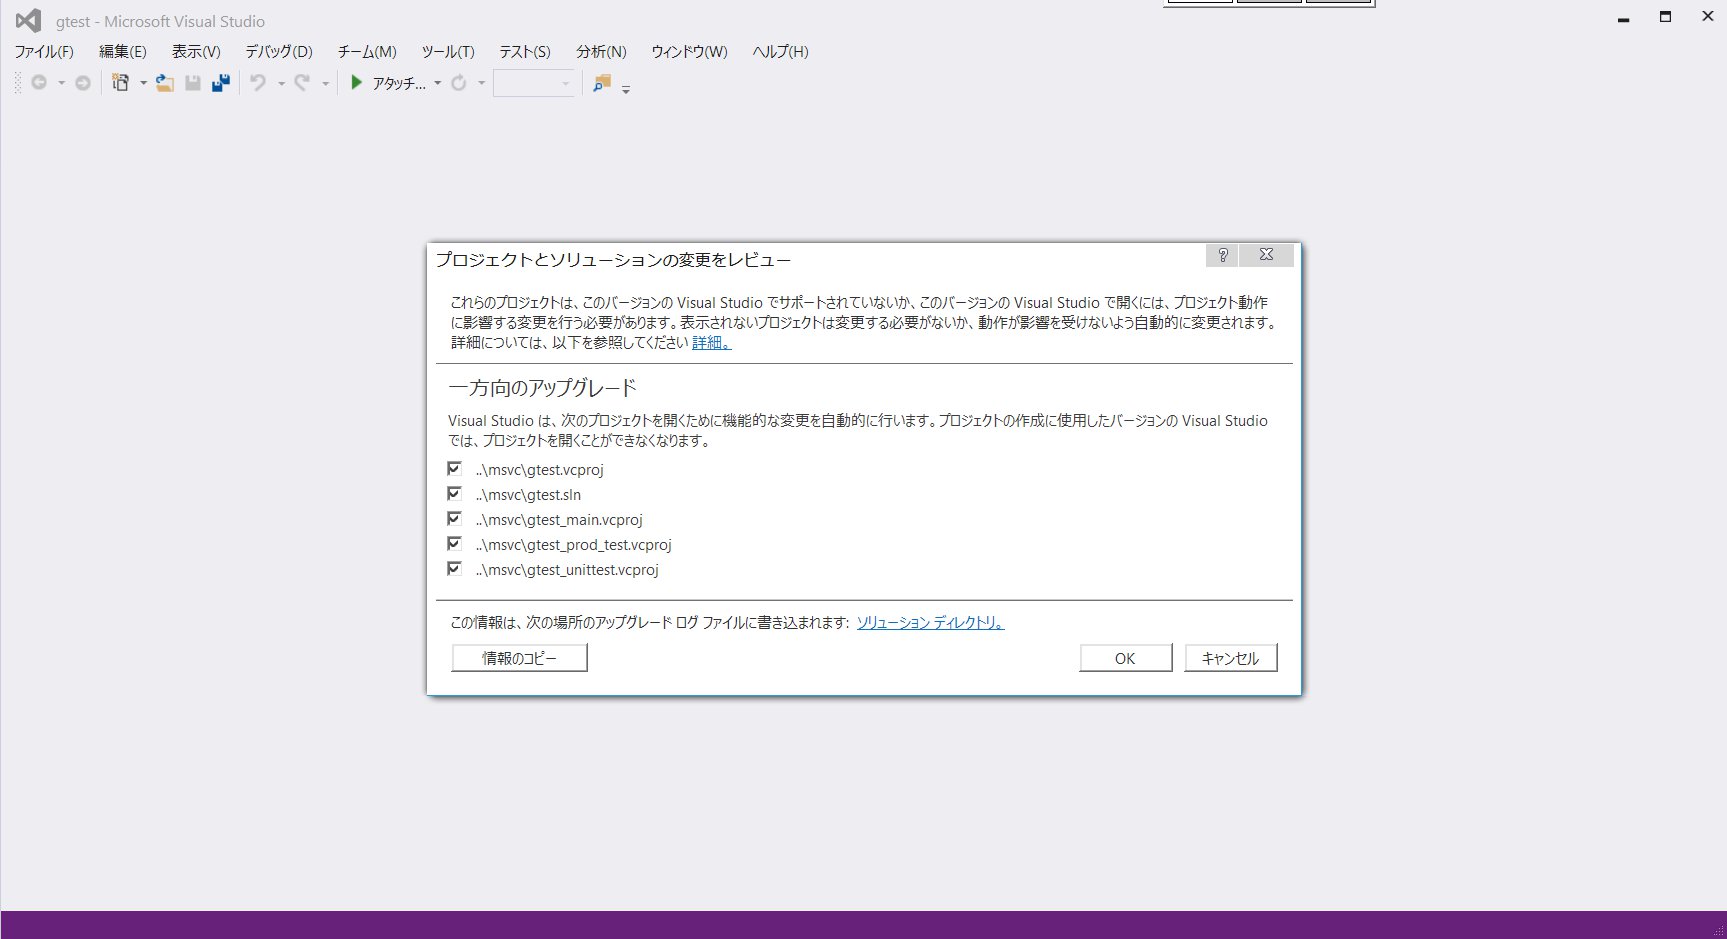 gtest - Microsoft Visual Studio
ファイル(F) 編集(E) 表示(V) デバッグ(D) チーム(M) ツール(T) テスト(S) 分析(N) ウィンドウ(W) ヘルプ(H)
アタッチ...
プロジェクトとソリューションの変更をレビュー
これらのプロジェクトは、このバージョンの Visual Studio でサポートされていないか、このバージョンの Visual Studio で開くには、プロジェクト動作
に影響する変更を行う必要があります。表示されないプロジェクトは変更する必要がないか、動作が影響を受けないよう自動的に変更されます。
詳細については、以下を参照してください 詳細。
一方向のアップグレード
Visual Studio は、次のプロジェクトを開くために機能的な変更を自動的に行います。プロジェクトの作成に使用したバージョンの Visual Studio
では、プロジェクトを開くことができなくなります。
..\msvc\gtest.vcproj
..\msvc\gtest.sln
..\msvc\gtest_main.vcproj
..\msvc\gtest_prod_test.vcproj
..\msvc\gtest_unittest.vcproj
この情報は、次の場所のアップグレード ログ ファイルに書き込まれます: ソリューション ディレクトリ。
情報のコピー OK キャンセル